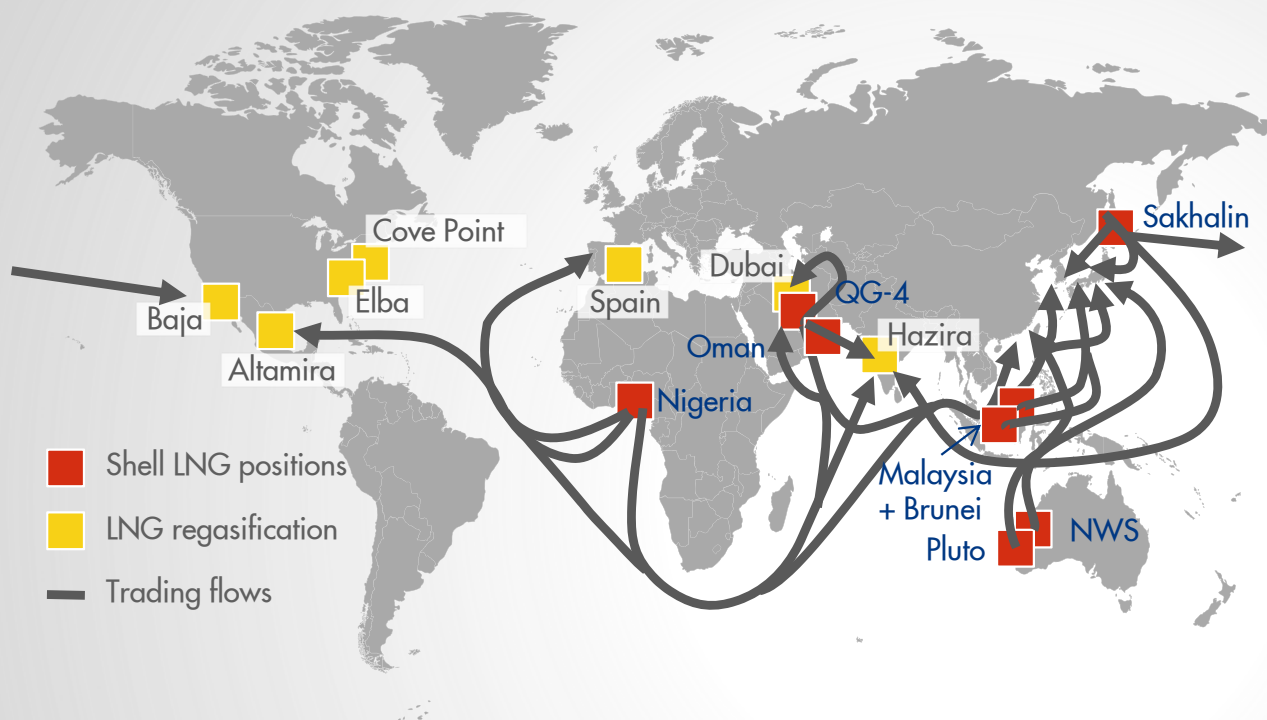 Cove Point
Sakhalin
Dubai
QG-4
Spain
Elba
Baja
Hazira
Oman
Altamira
Nigeria
Shell LNG positions
LNG regasification
Trading flows
Malaysia
+ Brunei
NWS
Pluto